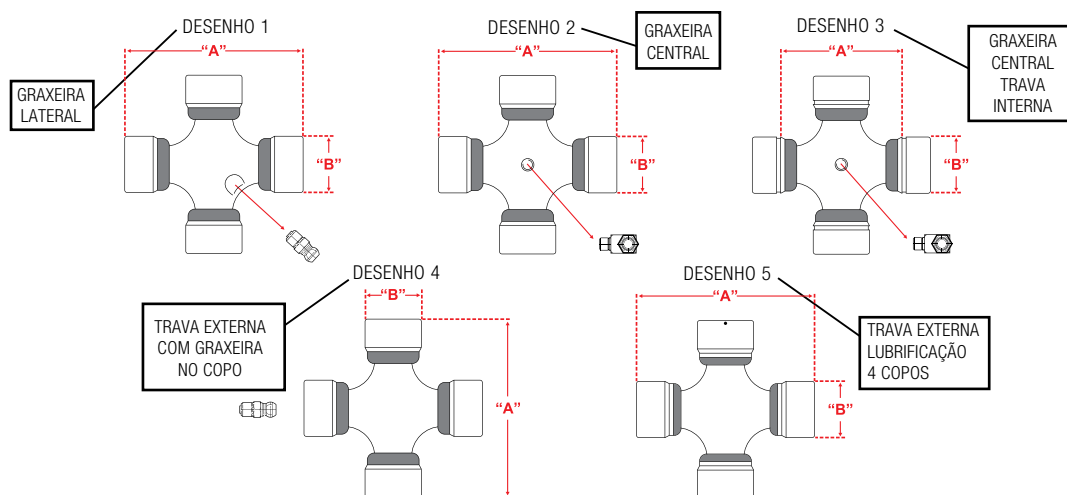 DESENHO 1
“A”
GRAXEIRA
LATERAL
“B”
DESENHO 2
“A”
GRAXEIRA
CENTRAL
“B”
DESENHO 3
“A”
GRAXEIRA
CENTRAL
TRAVA
INTERNA
“B”
DESENHO 4
“B”
TRAVA EXTERNA
COM GRAXEIRA
NO COPO
“A”
DESENHO 5
“A”
TRAVA EXTERNA
LUBRIFICAÇÃO
4 COPOS
“B”